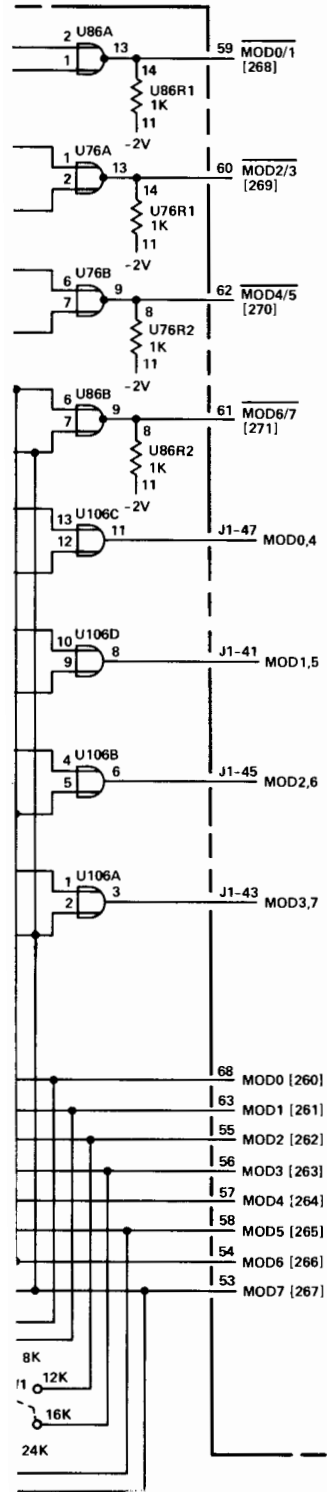 U86A
2 13 59 MOD0/1
1 14 [268]
U86R1
1K
11
-2V
U76A
1 13 60 MOD2/3
2 14 [269]
U76R1
1K
11
-2V
U76B
6 9 62 MOD4/5
7 8 [270]
U76R2
1K
11
-2V
U86B
6 9 61 MOD6/7
7 8 [271]
U86R2
1K
11
-2V
U106C
13 11 J1-47 MOD0,4
12
U106D
10 8 J1-41 MOD1,5
9
U106B
4 6 J1-45 MOD2,6
5
U106A
1 3 J1-43 MOD3,7
2
68 MOD0 [260]
63 MOD1 [261]
55 MOD2 [262]
56 MOD3 [263]
57 MOD4 [264]
58 MOD5 [265]
54 MOD6 [266]
53 MOD7 [267]
8K
12K
16K
24K